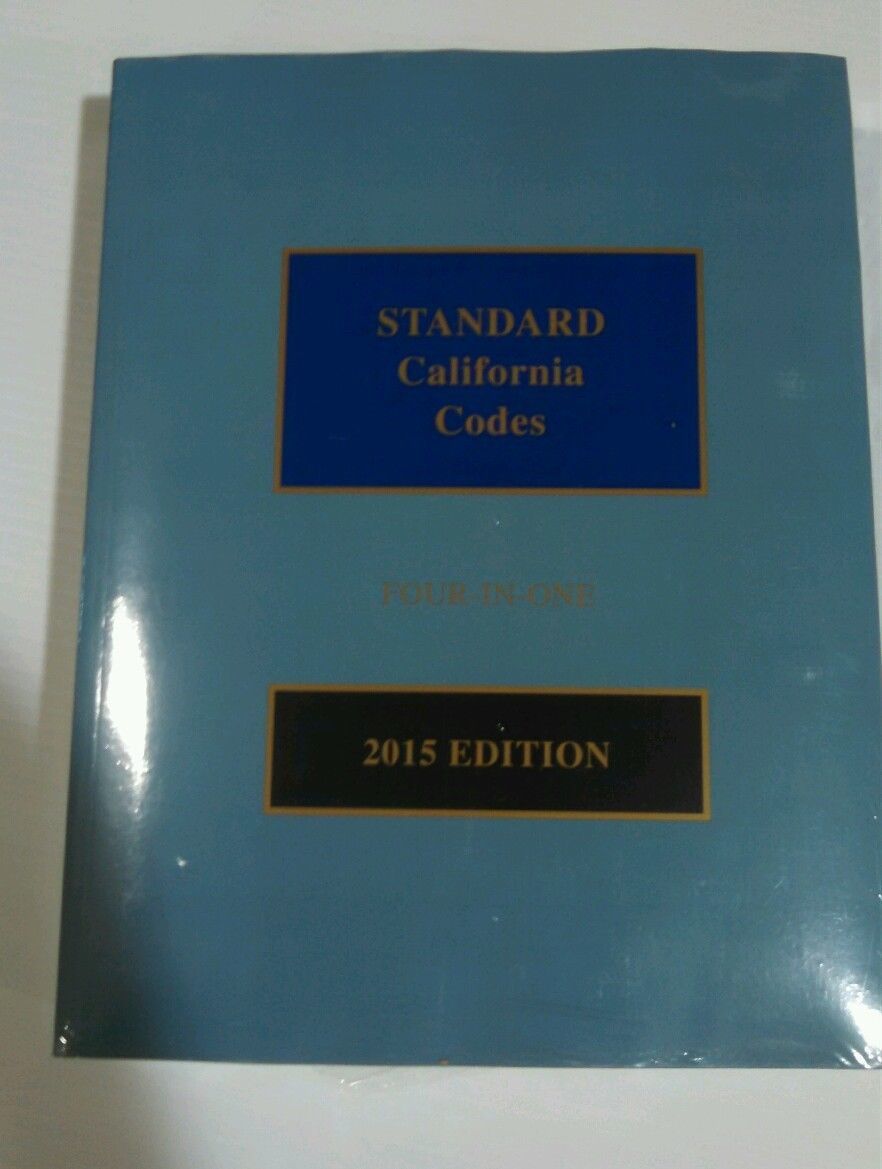 STANDARD
California
Codes
FOUR-IN-ONE
2015 EDITION